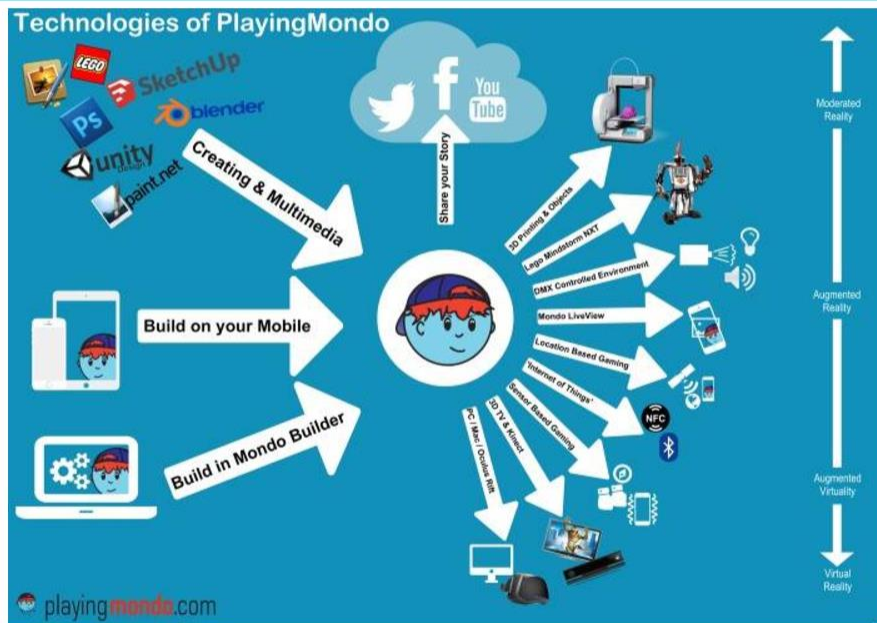 Technologies of PlayingMondo
LEGO
SketchUp
Ps
blender
unity
Design
paint.net
Creating & Multimedia
Build on your Mobile
Build in Mondo Builder
f
You
Tube
Share your Story
3D Printing & Objects
Lego Mindstorm NXT
DMX Controlled Environment
Mondo LiveView
Location Based Gaming
'Internet of Things'
Sensor Based Gaming
3D TV & Kinect
PC / Mac / Oculus Rift
NFC
Moderated
Reality
Augmented
Reality
Augmented
Virtuality
Virtual
Reality
playingmondo.com